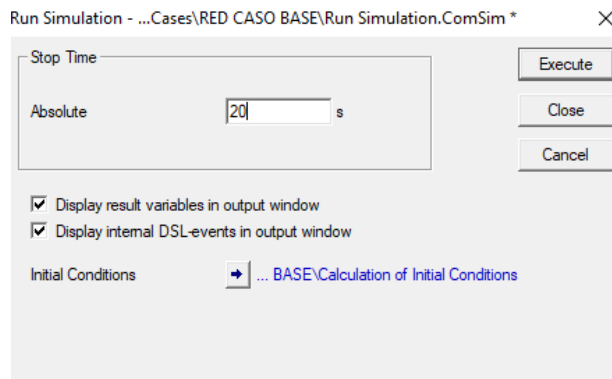 Run Simulation - ...Cases\RED CASO BASE\Run Simulation.ComSim *
Stop Time
Execute
Absolute 20 s
Close
Cancel
Display result variables in output window
Display internal DSL-events in output window
Initial Conditions ... BASE\Calculation of Initial Conditions